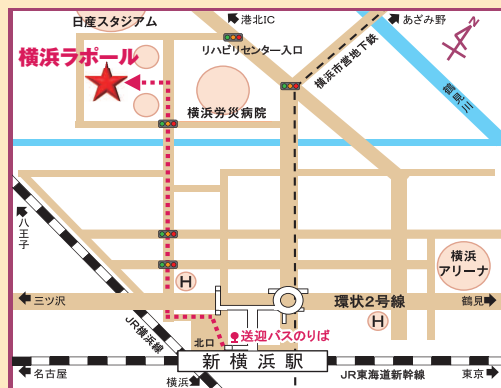 日産スタジアム
港北IC
あざみ野
N
リハビリセンター入口
横浜ラポール
横浜市営地下鉄
鶴見川
横浜労災病院
八王子
横浜
アリーナ
H
三ツ沢
環状2号線
鶴見
H
JR横浜線
北口
送迎バスのりば
新横浜駅
名古屋
横浜
JR東海道新幹線
東京